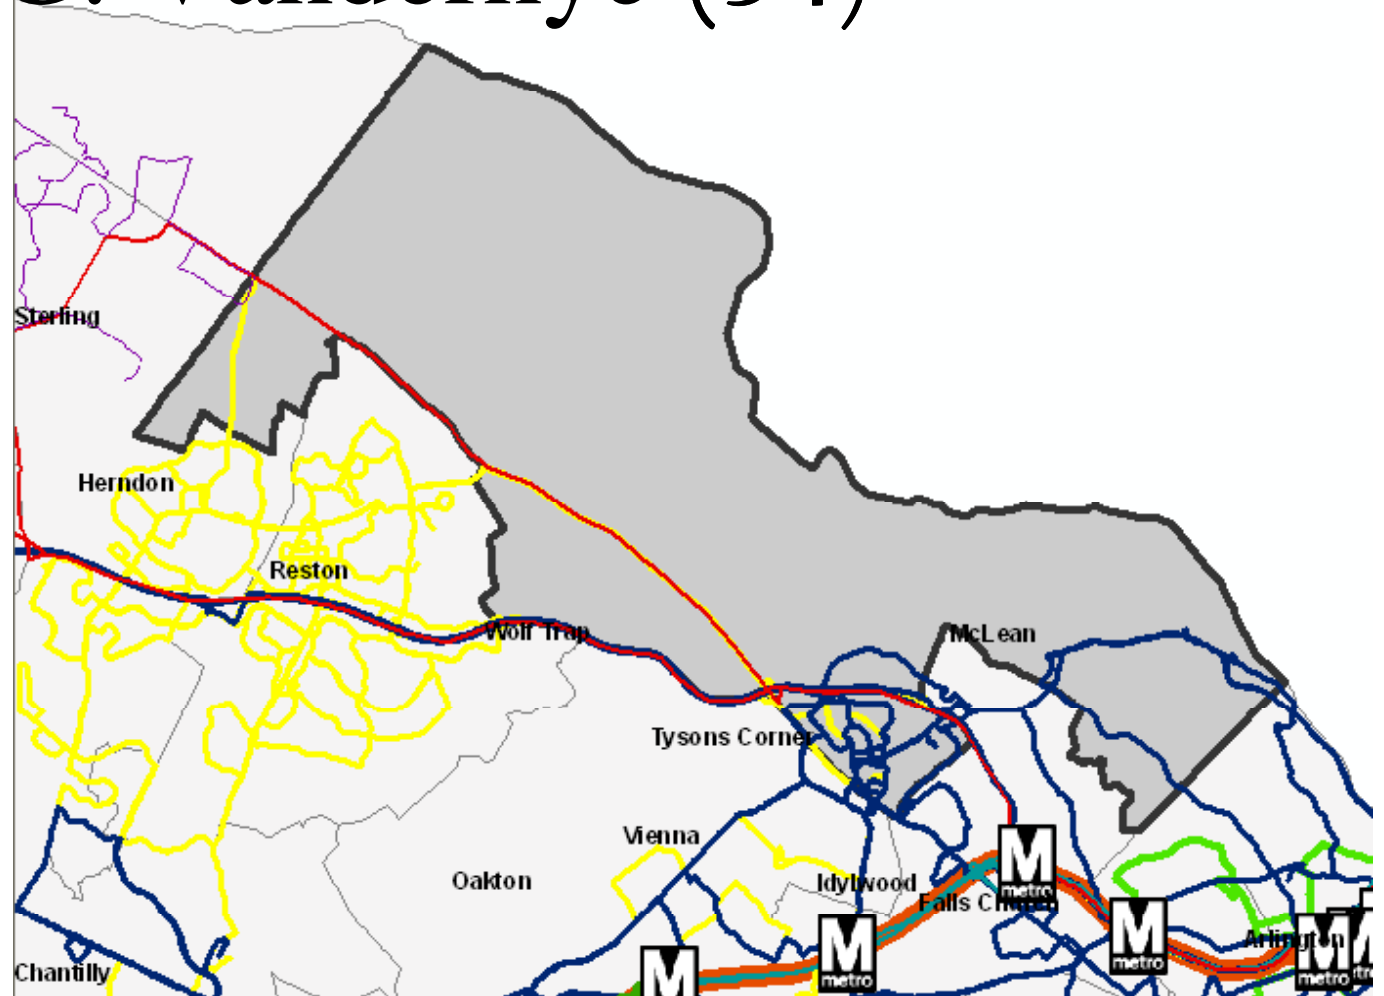 Sterling
Herndon
Reston
Wolf Trap
McLean
Tysons Corner
Vienna
Oakton
Idylwood
Falls Church
metro
metro
metro
Arlington
metro
Chantilly